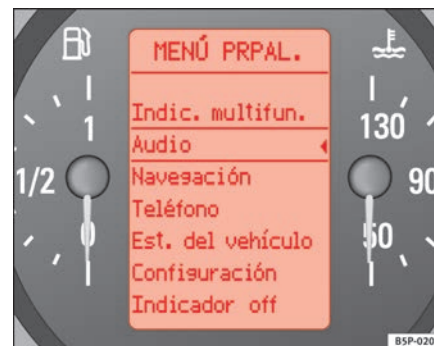 MENÚ PRPAL.
Indic. multifun.
Audio
Navegación
Teléfono
Est. del vehículo
Configuración
Indicador off
1
1/2
0
130
90
50
B5P-020